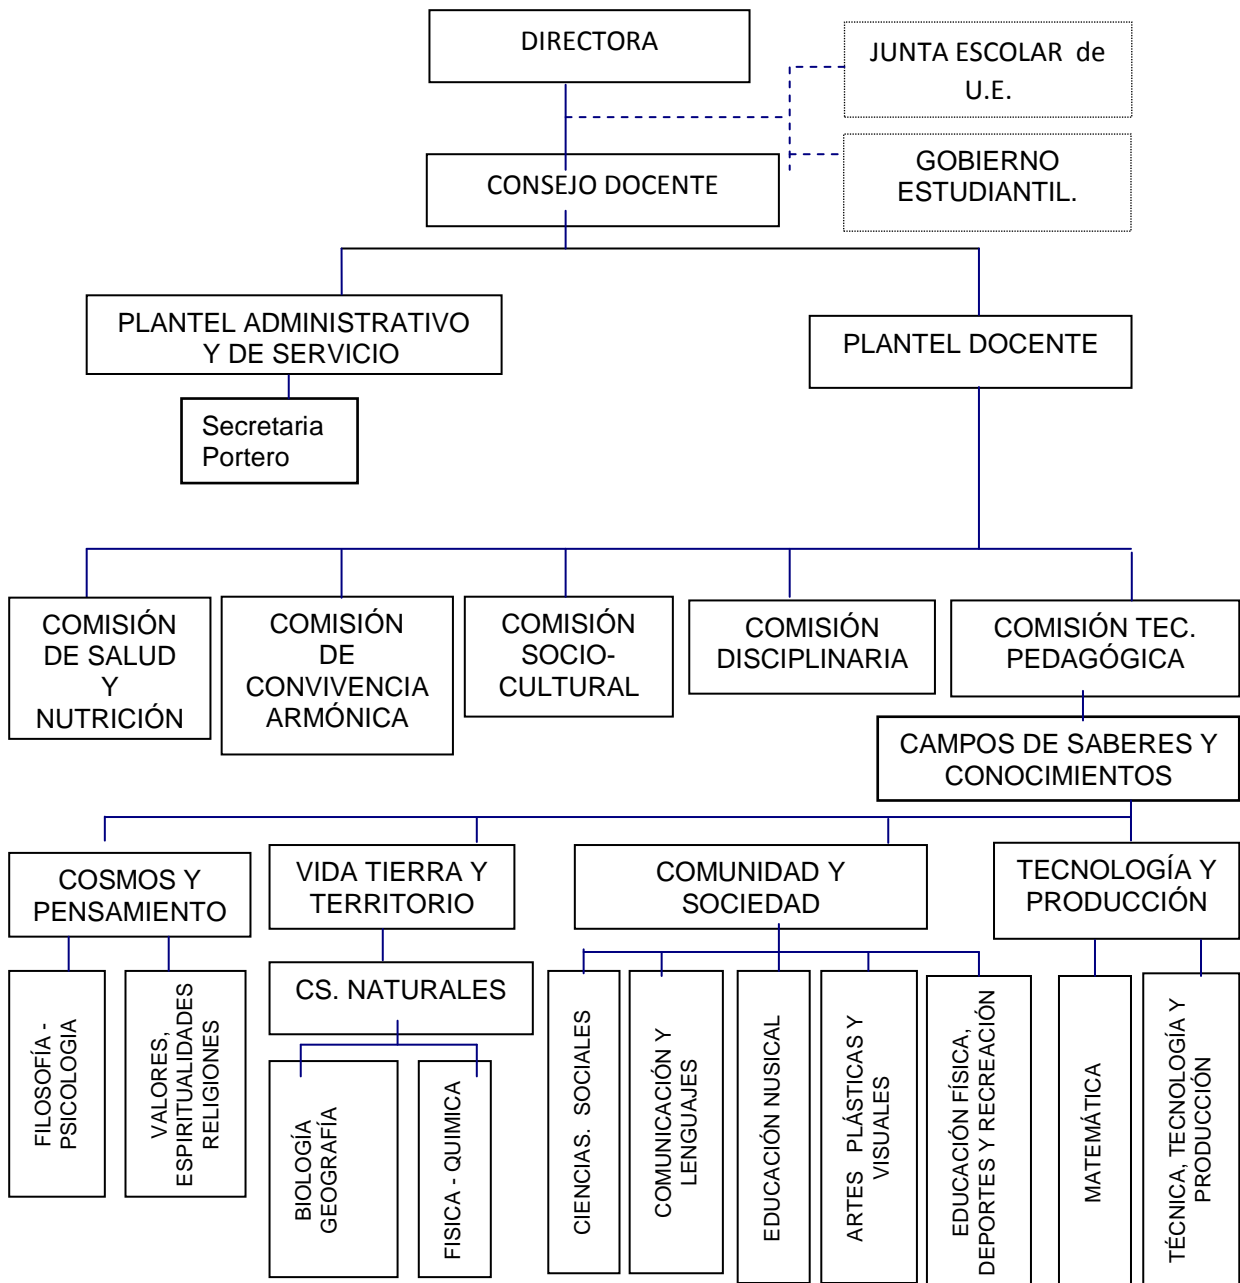 DIRECTORA
JUNTA ESCOLAR de
U.E.
CONSEJO DOCENTE
GOBIERNO
ESTUDIANTIL.
PLANTEL ADMINISTRATIVO
Y DE SERVICIO
PLANTEL DOCENTE
Secretaria
Portero
COMISIÓN
DE SALUD
Y
NUTRICIÓN
COMISIÓN
DE
CONVIVENCIA
ARMÓNICA
COMISIÓN
SOCIO-
CULTURAL
COMISIÓN
DISCIPLINARIA
COMISIÓN TEC.
PEDAGÓGICA
CAMPOS DE SABERES Y
CONOCIMIENTOS
COSMOS Y
PENSAMIENTO
VIDA TIERRA Y
TERRITORIO
COMUNIDAD Y
SOCIEDAD
TECNOLOGÍA Y
PRODUCCIÓN
FILOSOFÍA -
PSICOLOGIA
VALORES,
ESPIRITUALIDADES
RELIGIONES
CS. NATURALES
BIOLOGÍA
GEOGRAFÍA
FISICA - QUIMICA
CIENCIAS. SOCIALES
COMUNICACIÓN Y
LENGUAJES
EDUCACIÓN NUSICAL
ARTES PLÁSTICAS Y
VISUALES
EDUCACIÓN FÍSICA,
DEPORTES Y RECREACIÓN
MATEMÁTICA
TÉCNICA, TECNOLOGÍA Y
PRODUCCIÓN